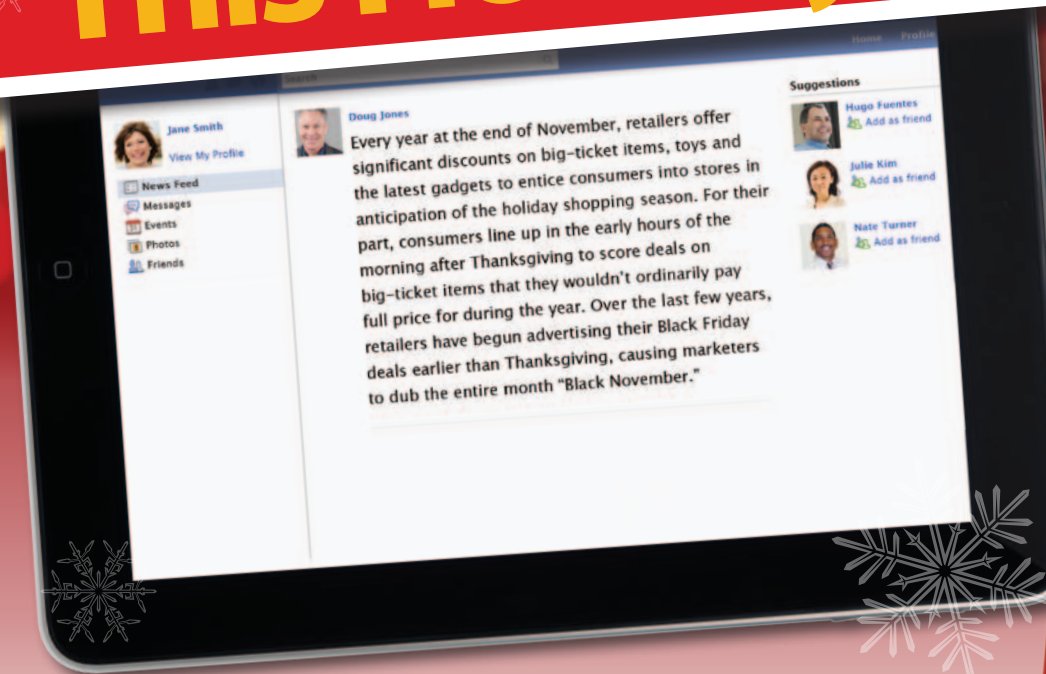 Home Profile
Search
Jane Smith
View My Profile
News Feed
Messages
Events
Photos
Friends
Doug Jones
Every year at the end of November, retailers offer
significant discounts on big-ticket items, toys and
the latest gadgets to entice consumers into stores in
anticipation of the holiday shopping season. For their
part, consumers line up in the early hours of the
morning after Thanksgiving to score deals on
big-ticket items that they wouldn't ordinarily pay
full price for during the year. Over the last few years,
retailers have begun advertising their Black Friday
deals earlier than Thanksgiving, causing marketers
to dub the entire month “Black November.”
Suggestions
Hugo Fuentes
Add as friend
Julie Kim
Add as friend
Nate Turner
Add as friend